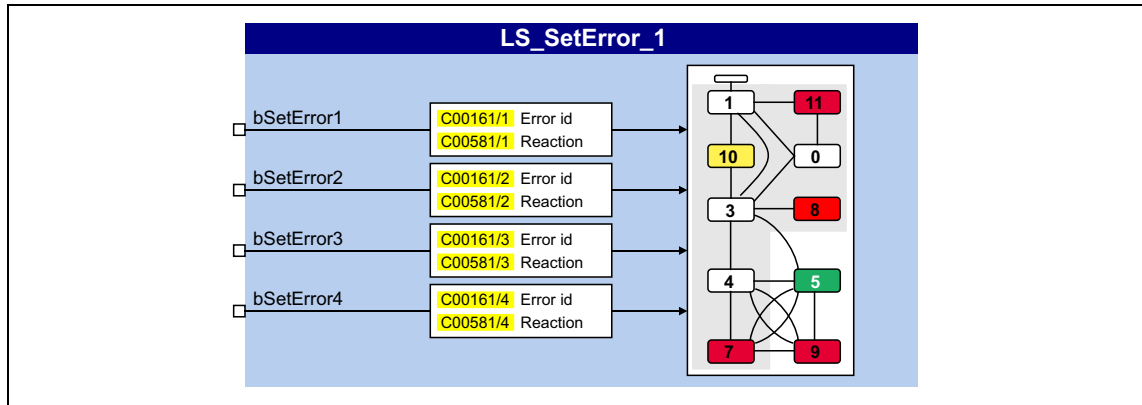 LS_SetError_1
bSetError1
C00161/1 Error id
C00581/1 Reaction
bSetError2
C00161/2 Error id
C00581/2 Reaction
bSetError3
C00161/3 Error id
C00581/3 Reaction
bSetError4
C00161/4 Error id
C00581/4 Reaction
1 11
10 0
3 8
4 5
7 9